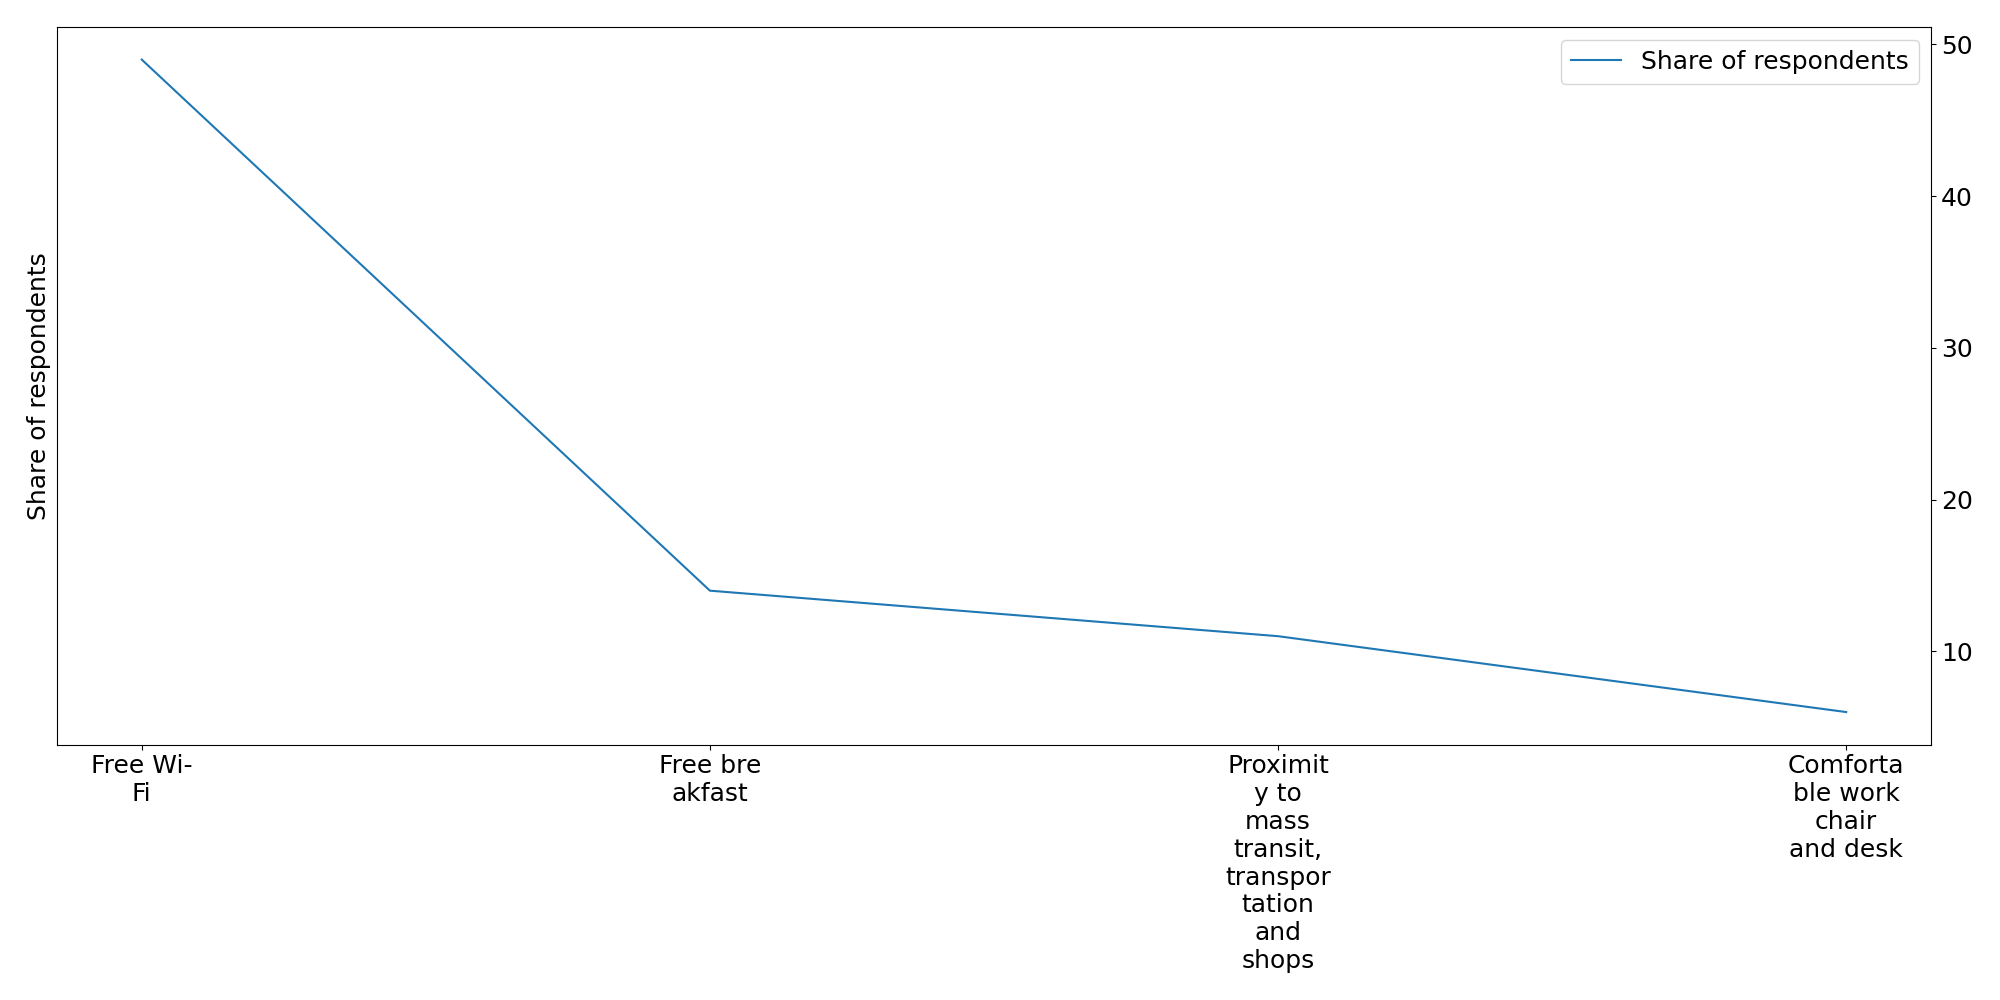 Share of respondents
50
40
30
20
10
Share of respondents
Free Wi-
Fi
Free bre
akfast
Proximit
y to
mass
transit,
transpor
tation
and
shops
Comforta
ble work
chair
and desk